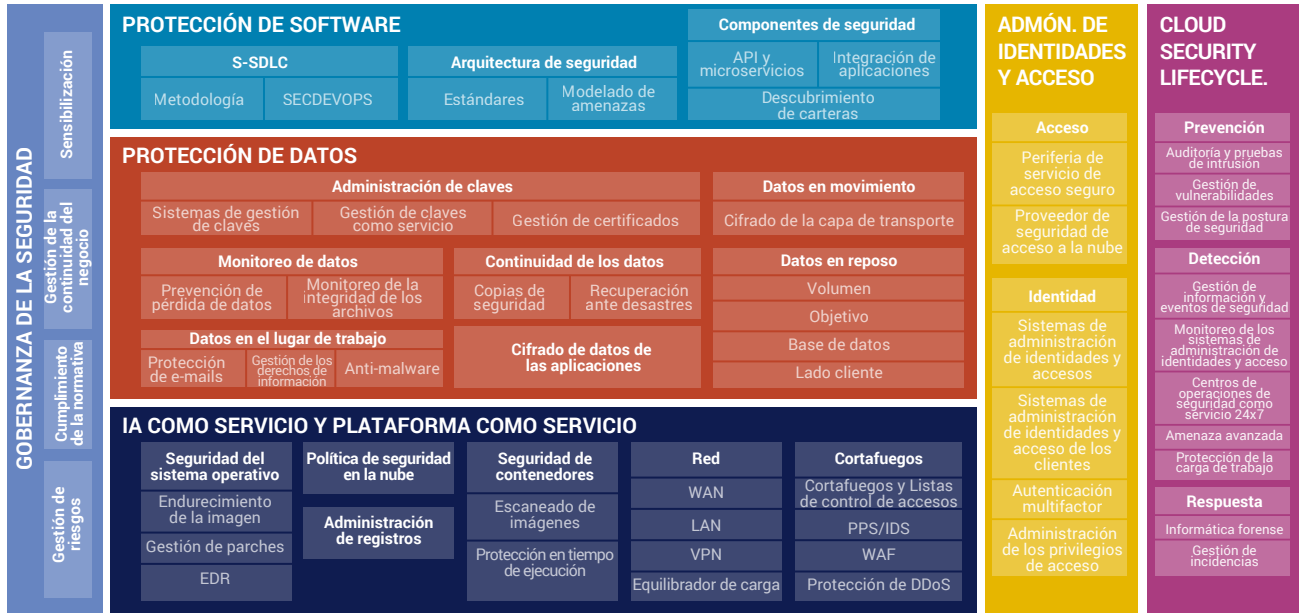 GOBERNANZA DE LA SEGURIDAD
Sensibilización
Gestión de la
continuidad del
negocio
Cumplimiento
de la normativa
Gestión de
riesgos
PROTECCIÓN DE SOFTWARE
S-SDLC
Metodología
SECDEVOPS
Arquitectura de seguridad
Estándares
Modelado de
amenazas
Componentes de seguridad
API y
microservicios
Integración de
aplicaciones
Descubrimiento
de carteras
PROTECCIÓN DE DATOS
Administración de claves
Sistemas de gestión
de claves
Gestión de claves
como servicio
Gestión de certificados
Datos en movimiento
Cifrado de la capa de transporte
Monitoreo de datos
Prevención de
pérdida de datos
Monitoreo de la
integridad de los
archivos
Continuidad de los datos
Copias de
seguridad
Recuperación
ante desastres
Datos en reposo
Volumen
Objetivo
Base de datos
Lado cliente
Datos en el lugar de trabajo
Protección
de e-mails
Gestión de los
derechos de
información
Anti-malware
Cifrado de datos de
las aplicaciones
IA COMO SERVICIO Y PLATAFORMA COMO SERVICIO
Seguridad del
sistema operativo
Endurecimiento
de la imagen
Gestión de parches
EDR
Política de seguridad
en la nube
Administración
de registros
Seguridad de
contenedores
Escaneado de
imágenes
Protección en tiempo
de ejecución
Red
WAN
LAN
VPN
Equilibrador de carga
Cortafuegos
Cortafuegos y Listas
de control de accesos
PPS/IDS
WAF
Protección de DDoS
ADMÓN. DE
IDENTIDADES
Y ACCESO
Acceso
Periferia de
servicio de
acceso seguro
Proveedor de
seguridad de
acceso a la nube
Identidad
Sistemas de
administración
de identidades y
accesos
Sistemas de
administración
de identidades y
acceso de los
clientes
Autenticación
multifactor
Administración
de los privilegios
de acceso
CLOUD
SECURITY
LIFECYCLE.
Prevención
Auditoría y pruebas
de intrusión
Gestión de
vulnerabilidades
Gestión de la postura
de seguridad
Detección
Gestión de
información y
eventos de seguridad
Monitoreo de los
sistemas de
administración de
identidades y acceso
Centros de
operaciones de
seguridad como
servicio 24x7
Amenaza avanzada
Protección de la
carga de trabajo
Respuesta
Informática forense
Gestión de
incidencias